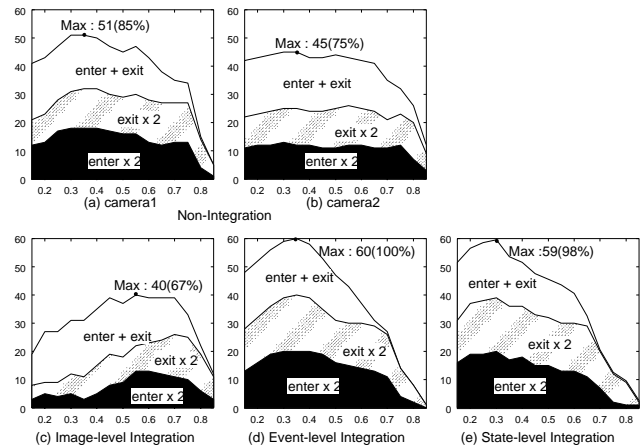 60
50
40
30
20
10
0
Max : 51(85%)
enter + exit
exit x 2
enter x 2
0.2 0.3 0.4 0.5 0.6 0.7 0.8
(a) camera1
60
50
40
30
20
10
0
Max : 45(75%)
enter + exit
exit x 2
enter x 2
0.2 0.3 0.4 0.5 0.6 0.7 0.8
(b) camera2
Non-Integration
60
50
40
30
20
10
0
Max : 40(67%)
enter + exit
exit x 2
enter x 2
0.2 0.3 0.4 0.5 0.6 0.7 0.8
(c) Image-level Integration
60
50
40
30
20
10
0
Max : 60(100%)
enter + exit
exit x 2
enter x 2
0.2 0.3 0.4 0.5 0.6 0.7 0.8
(d) Event-level Integration
60
50
40
30
20
10
0
Max : 59(98%)
enter + exit
exit x 2
enter x 2
0.2 0.3 0.4 0.5 0.6 0.7 0.8
(e) State-level Integration